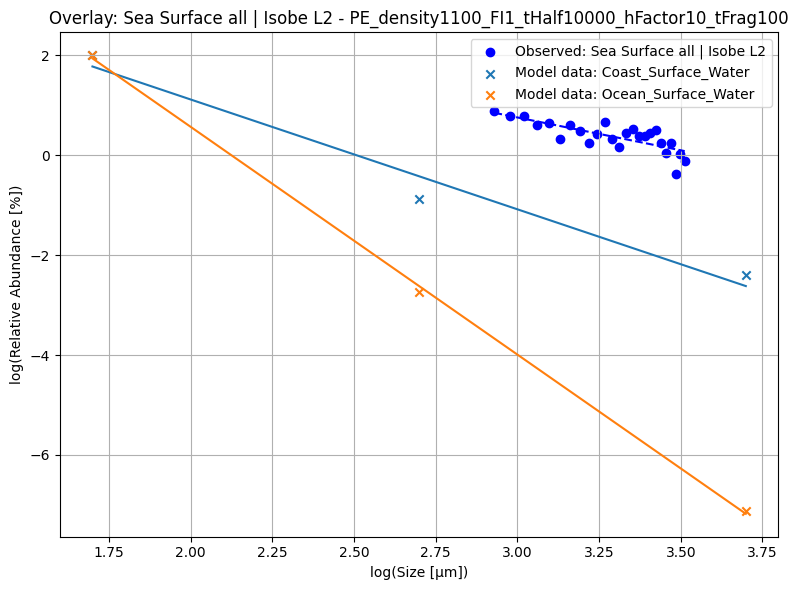 Overlay: Sea Surface all | Isobe L2 - PE_density1100_FI1_tHalf10000_hFactor10_tFrag100
Observed: Sea Surface all | Isobe L2
Model data: Coast_Surface_Water
Model data: Ocean_Surface_Water
log(Relative Abundance [%])
2
0
−2
−4
−6
1.75 2.00 2.25 2.50 2.75 3.00 3.25 3.50 3.75
log(Size [µm])